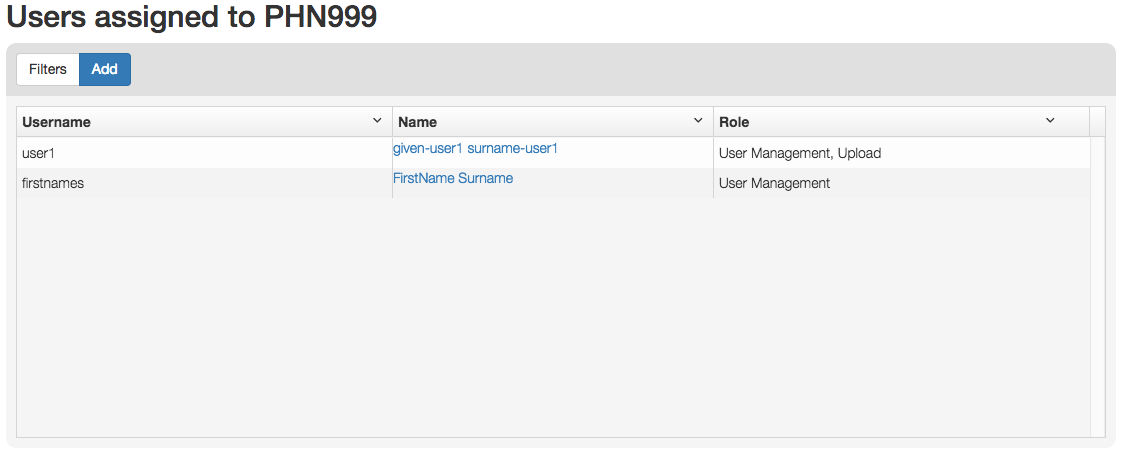 Users assigned to PHN999
Filters Add
Username Name Role
user1 given-user1 surname-user1 User Management, Upload
firstnames FirstName Surname User Management